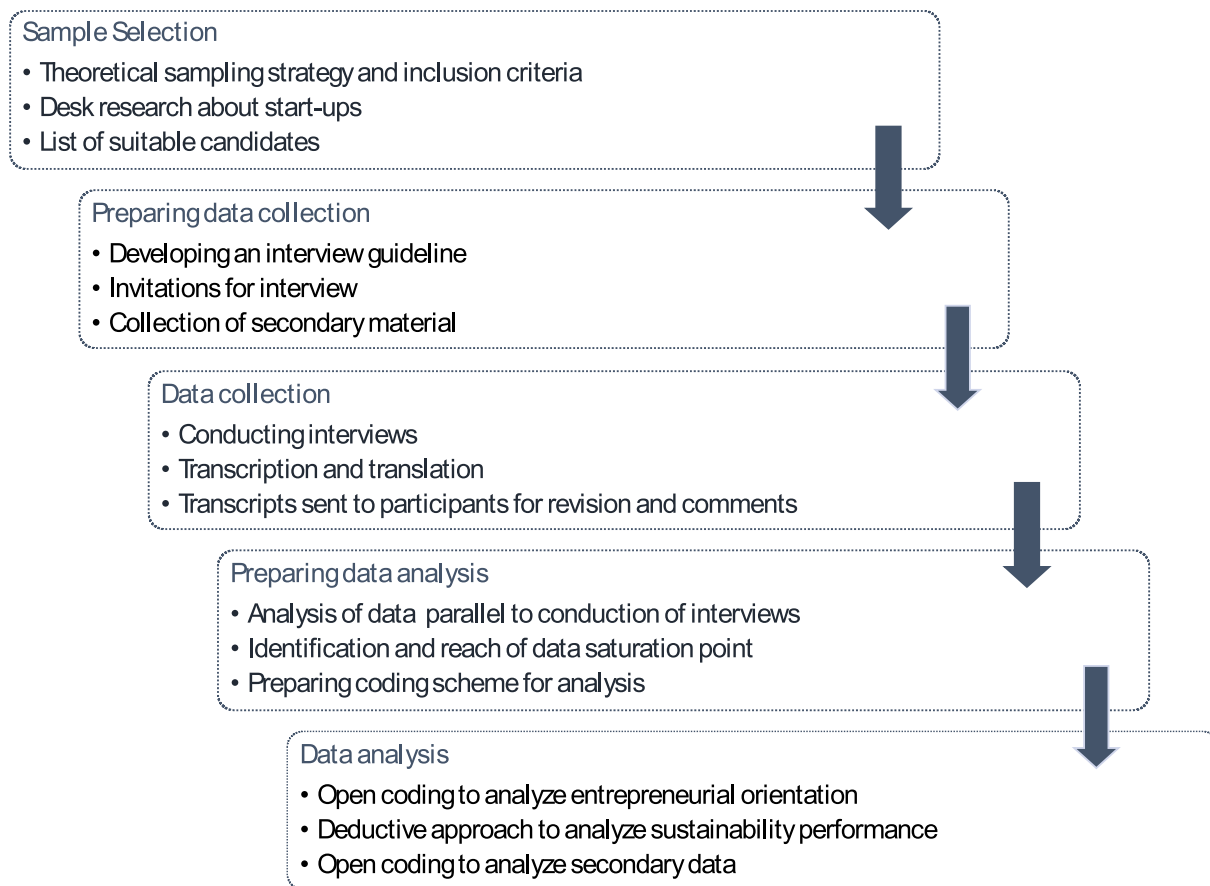 Sample Selection
• Theoretical sampling strategy and inclusion criteria
• Desk research about start-ups
• List of suitable candidates
Preparing data collection
• Developing an interview guideline
• Invitations for interview
• Collection of secondary material
Data collection
• Conducting interviews
• Transcription and translation
• Transcripts sent to participants for revision and comments
Preparing data analysis
• Analysis of data parallel to conduction of interviews
• Identification and reach of data saturation point
• Preparing coding scheme for analysis
Data analysis
• Open coding to analyze entrepreneurial orientation
• Deductive approach to analyze sustainability performance
• Open coding to analyze secondary data